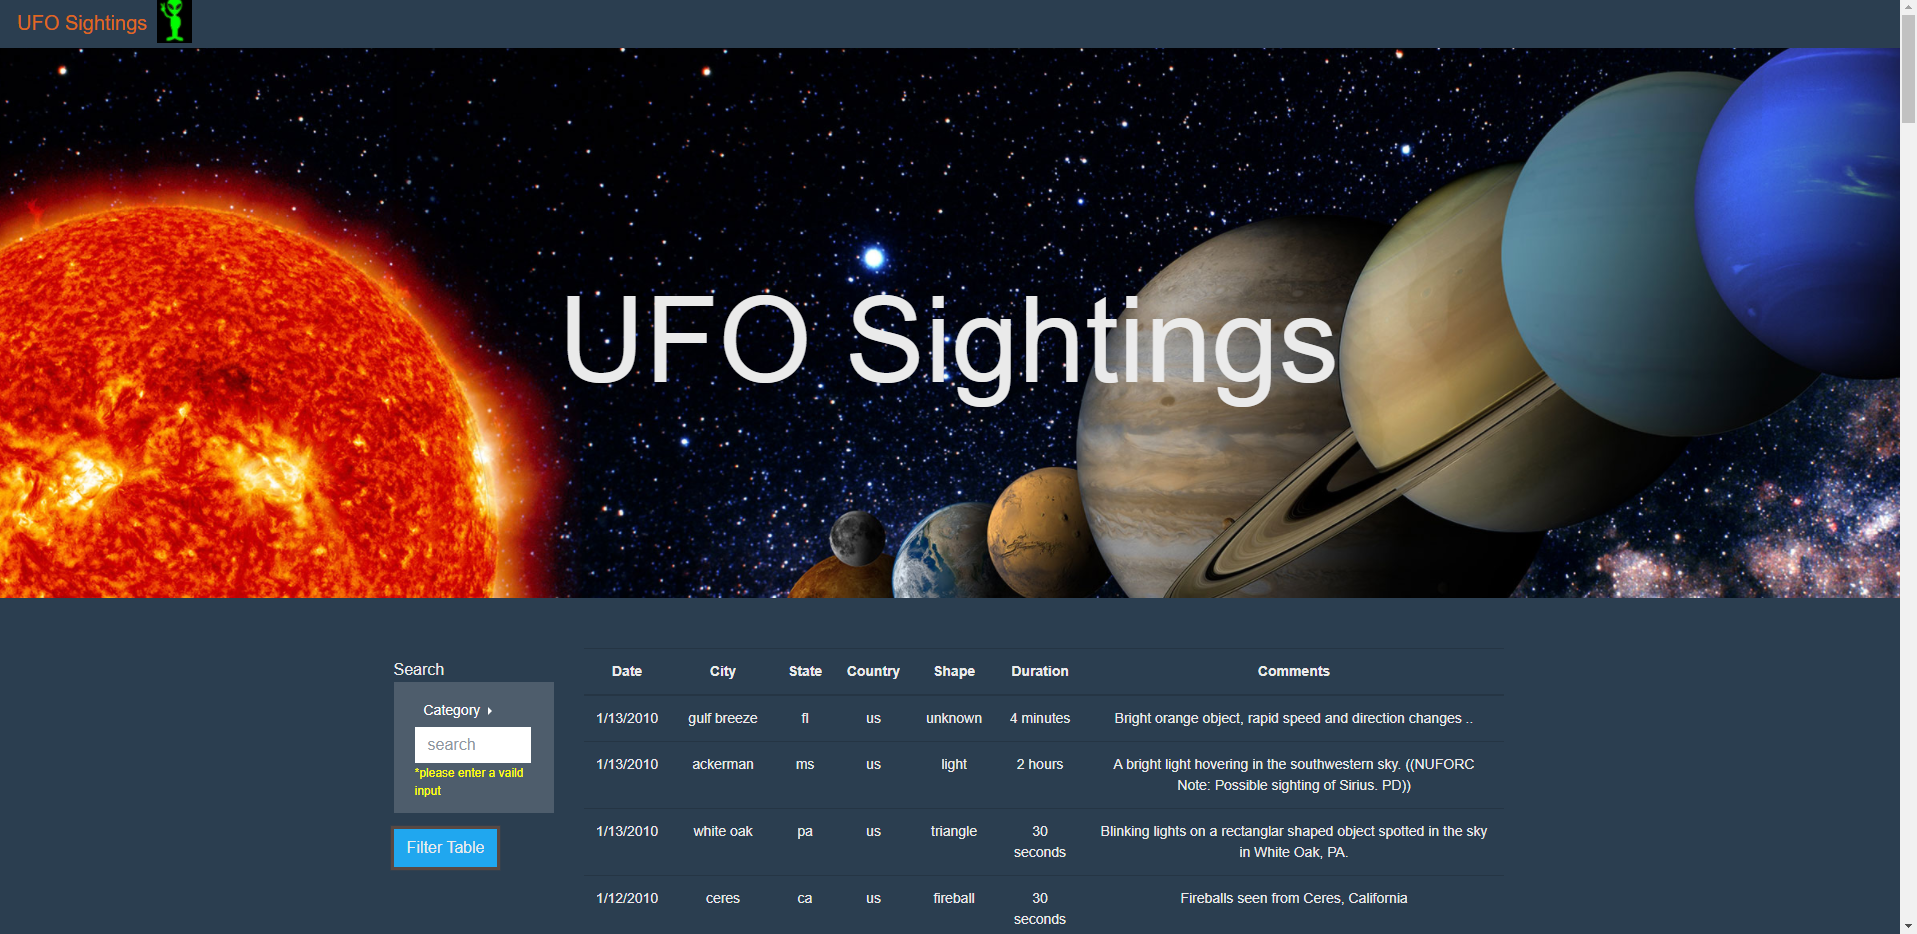 UFO Sightings
UFO Sightings
Search
Category
search
*please enter a vaild
input
Filter Table
Date City State Country Shape Duration Comments
1/13/2010 gulf breeze fl us unknown 4 minutes Bright orange object, rapid speed and direction changes ..
1/13/2010 ackerman ms us light 2 hours A bright light hovering in the southwestern sky. ((NUFORC
Note: Possible sighting of Sirius. PD))
1/13/2010 white oak pa us triangle 30 Blinking lights on a rectanglar shaped object spotted in the sky
seconds in White Oak, PA.
1/12/2010 ceres ca us fireball 30 Fireballs seen from Ceres, California
seconds